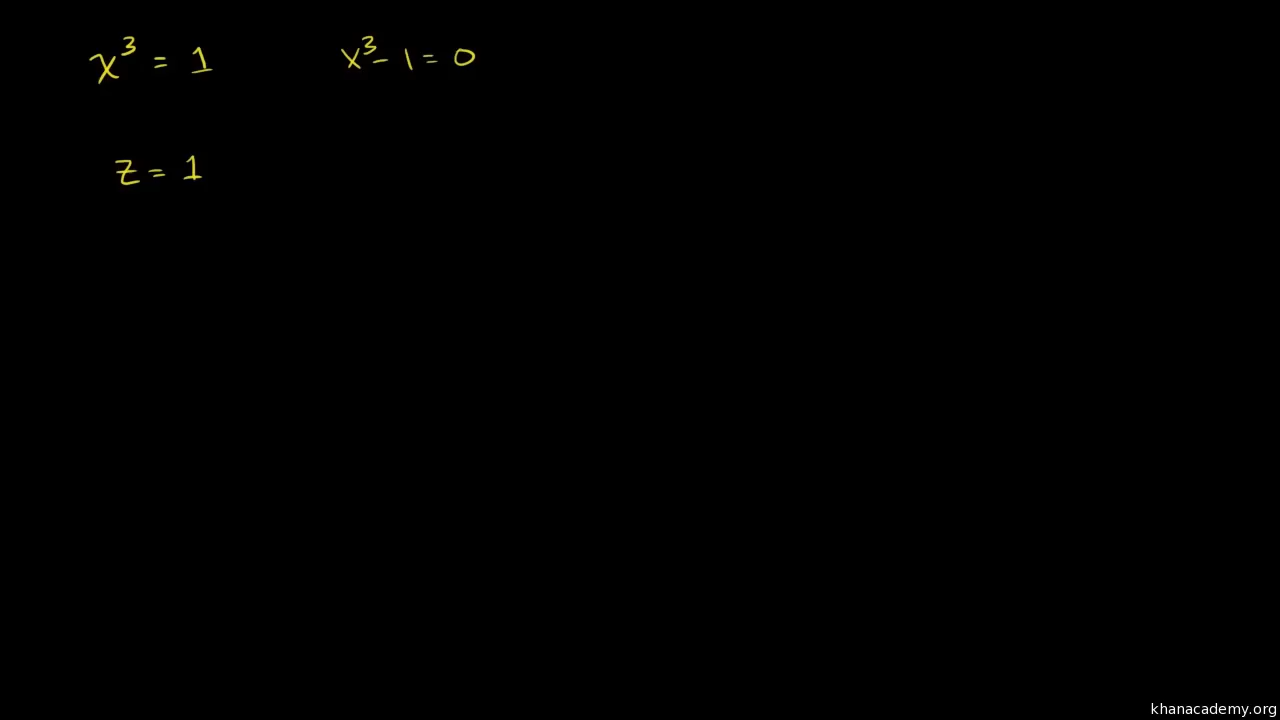 x³ = 1 x³ - 1 = 0
z = 1
khanacademy.org